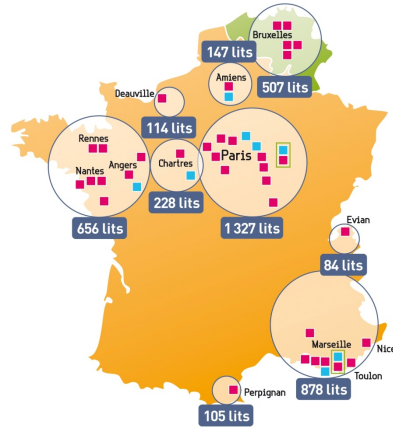 Bruxelles
147 lits
Amiens
507 lits
Deauville
114 lits
Rennes
Angers
Nantes
656 lits
Chartres
228 lits
Paris
1 327 lits
Evian
84 lits
Marseille
Nice
Toulon
878 lits
Perpignan
105 lits